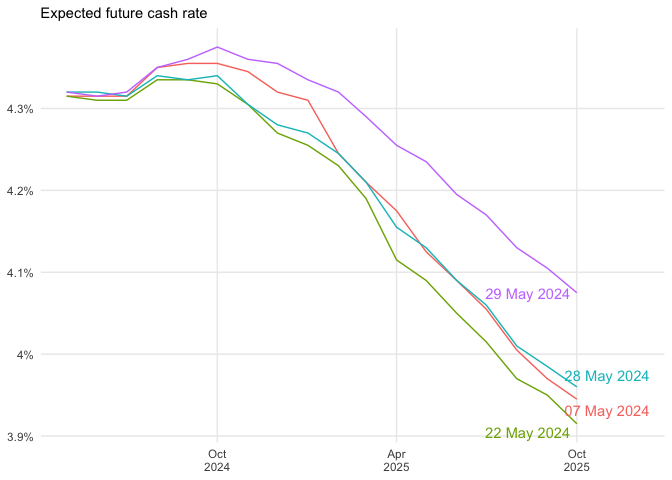 Expected future cash rate
4.3%
4.2%
4.1%
4%
3.9%
29 May 2024
28 May 2024
07 May 2024
22 May 2024
Oct
2024
Apr
2025
Oct
2025